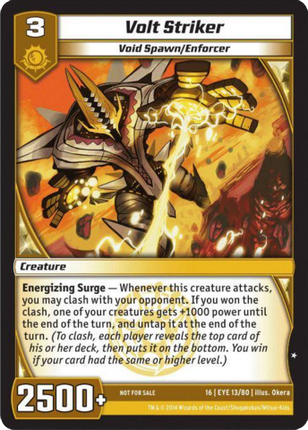 3
Volt Striker
Void Spawn/Enforcer
Creature
Energizing Surge — Whenever this creature attacks,
you may clash with your opponent. If you won the
clash, one of your creatures gets +1000 power until
the end of the turn, and untap it at the end of the
turn. (To clash, each player reveals the top card of
his or her deck, then puts it on the bottom. You win
if your card had the same or higher level.)
2500+
NOT FOR SALE
16 | EYE 13/80 | illus. Okera
TM & © 2014 Wizards of the Coast/Shogakukan/Mitsui-Kids